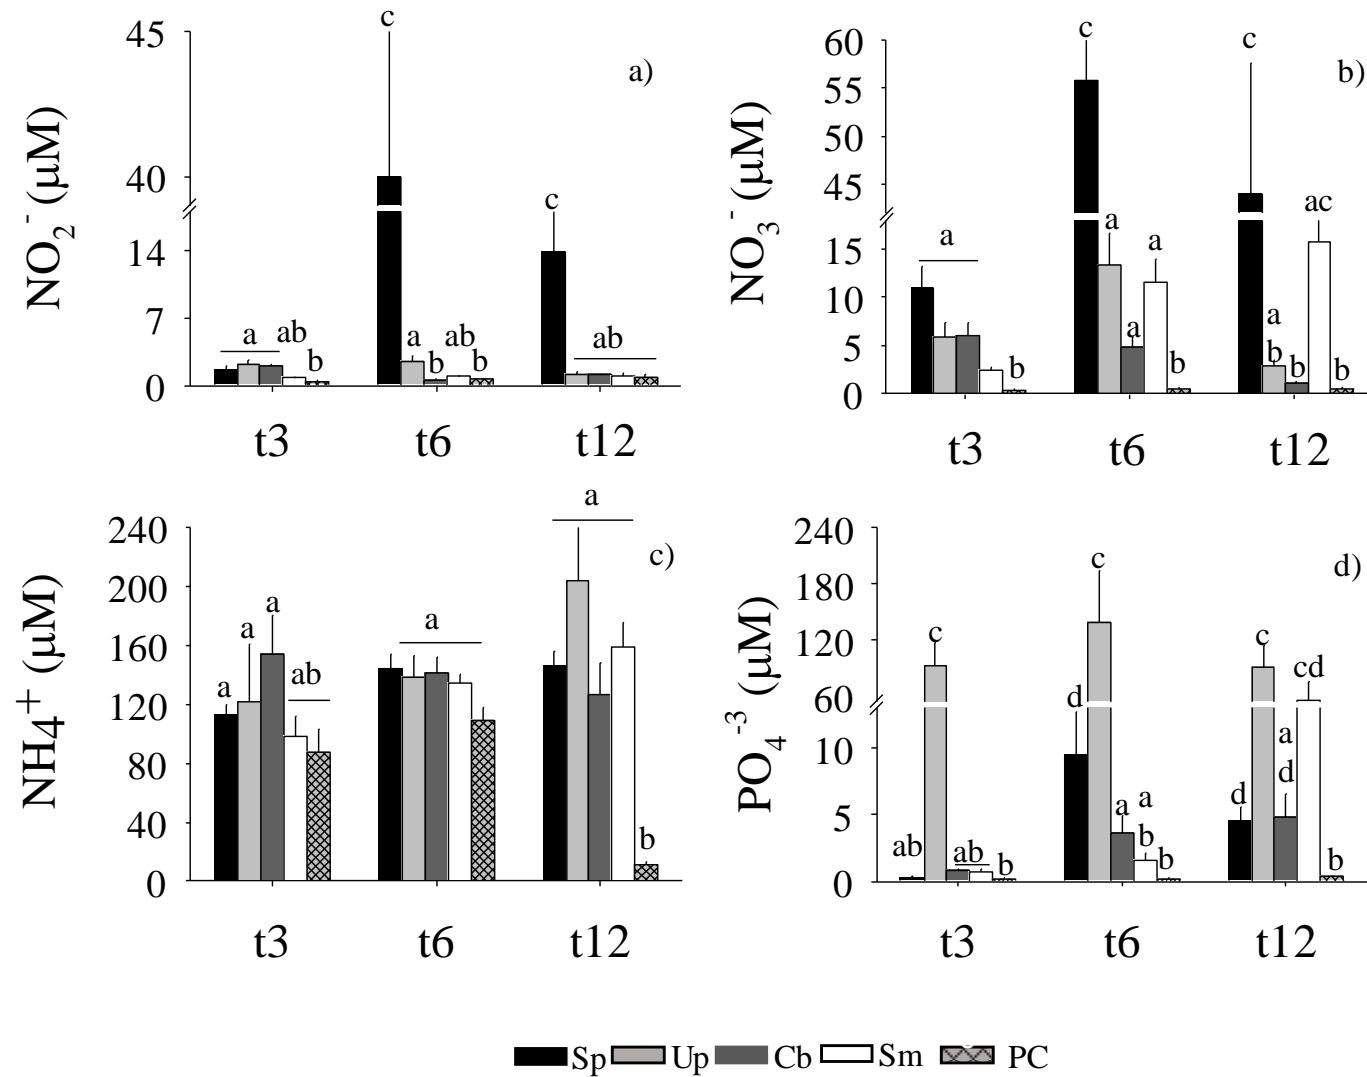 a)
NO2- (µM)
45
40
14
7
0
c
c
a
ab
b
a
b
ab
b
ab
t3
t6
t12
b)
NO3- (µM)
60
55
50
45
15
10
5
0
a
b
c
a
a
a
b
c
a
b
b
ac
b
t3
t6
t12
c)
NH4+ (µM)
240
200
160
120
80
40
0
a
a
a
ab
a
a
b
t3
t6
t12
d)
PO4-3 (µM)
240
180
120
60
10
5
0
ab
c
ab
b
d
c
a
a
b
b
d
c
a
d
cd
b
t3
t6
t12
Sp Up Cb Sm PC